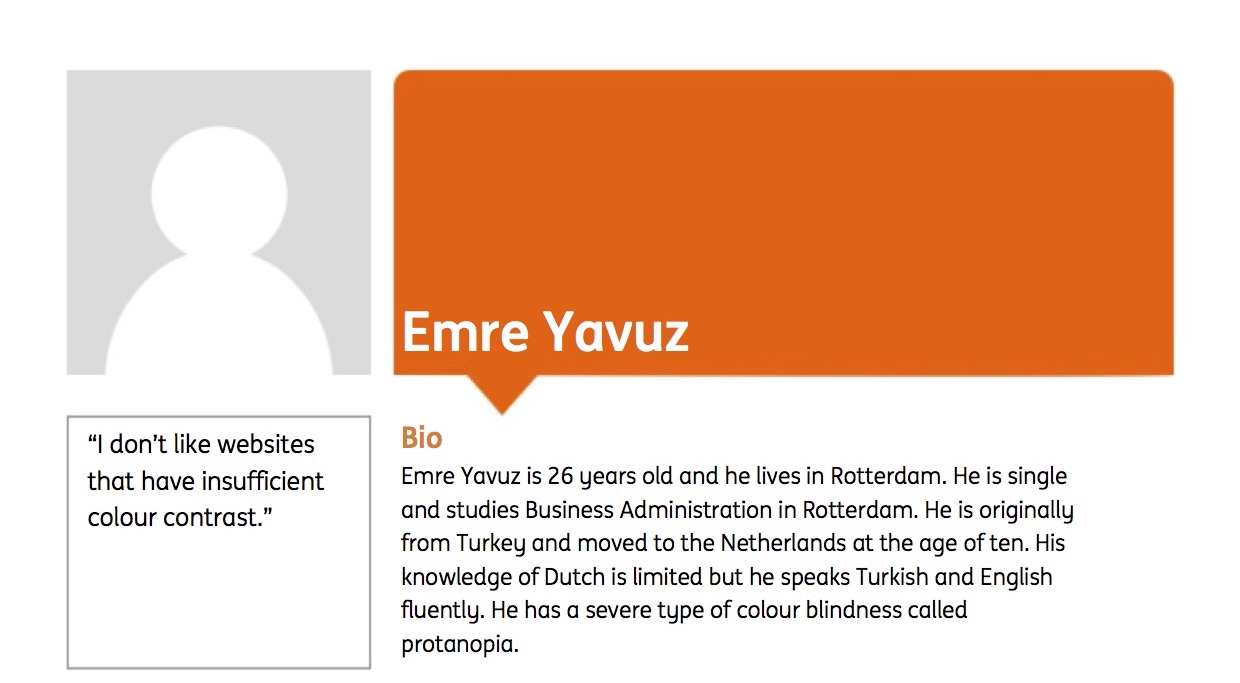 Emre Yavuz
“I don’t like websites
that have insufficient
colour contrast.”
Bio
Emre Yavuz is 26 years old and he lives in Rotterdam. He is single
and studies Business Administration in Rotterdam. He is originally
from Turkey and moved to the Netherlands at the age of ten. His
knowledge of Dutch is limited but he speaks Turkish and English
fluently. He has a severe type of colour blindness called
protanopia.